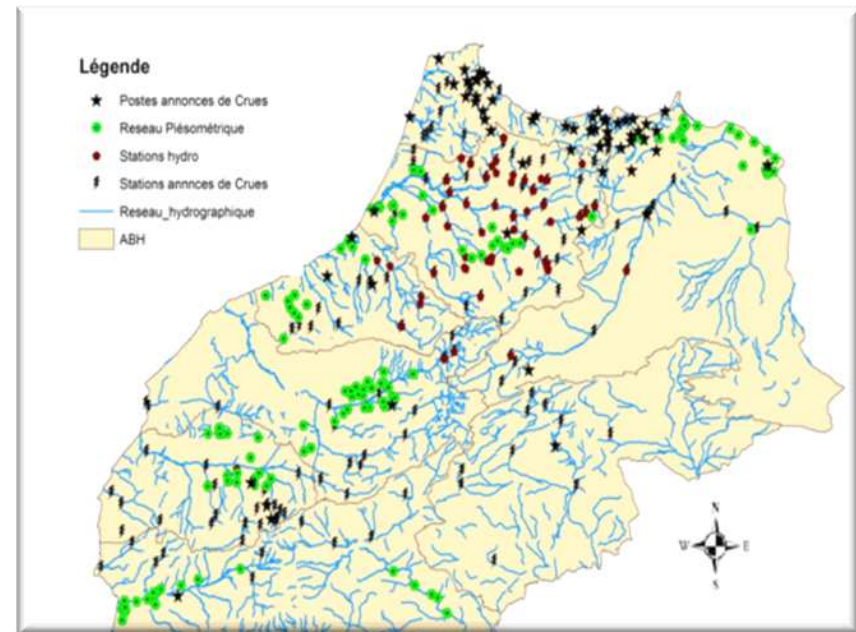 Légende
Postes annonces de Crues
Reseau Piésométrique
Stations hydro
Stations annnces de Crues
Reseau_hydrographique
ABH
N
W E
S